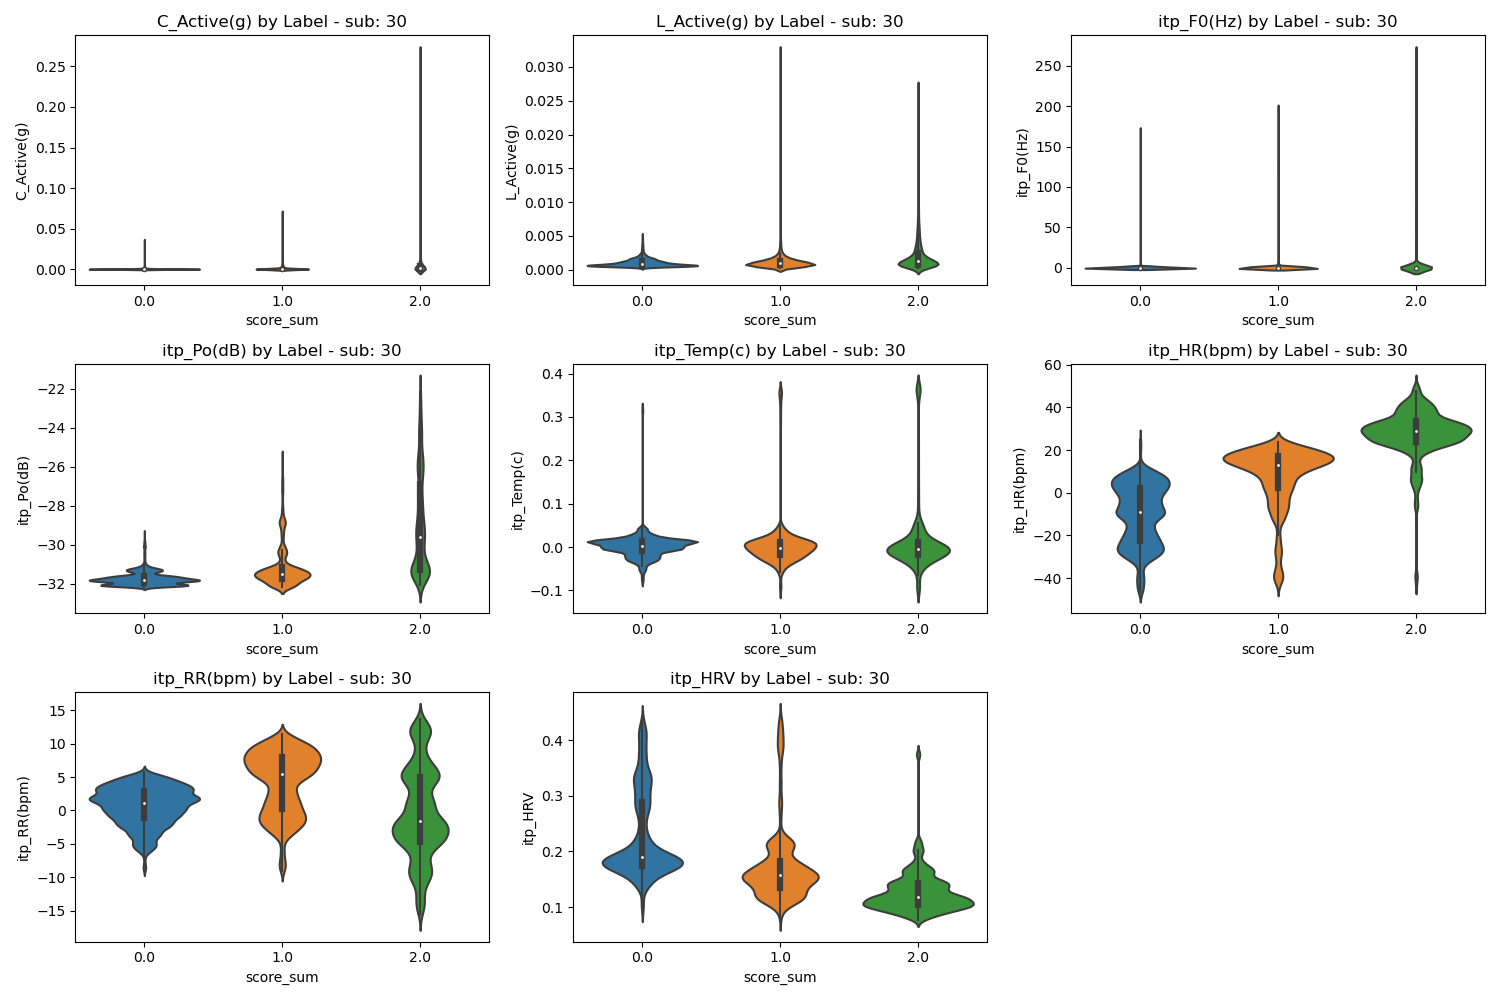 C_Active(g) by Label - sub: 30
L_Active(g) by Label - sub: 30
itp_F0(Hz) by Label - sub: 30
C_Active(g)
0.25
0.20
0.15
0.10
0.05
0.00
0.0 1.0 2.0
score_sum
L_Active(g)
0.030
0.025
0.020
0.015
0.010
0.005
0.000
0.0 1.0 2.0
score_sum
itp_F0(Hz)
250
200
150
100
50
0
0.0 1.0 2.0
score_sum
itp_Po(dB) by Label - sub: 30
itp_Temp(c) by Label - sub: 30
itp_HR(bpm) by Label - sub: 30
itp_Po(dB)
−22
−24
−26
−28
−30
−32
0.0 1.0 2.0
score_sum
itp_Temp(c)
0.4
0.3
0.2
0.1
0.0
−0.1
0.0 1.0 2.0
score_sum
itp_HR(bpm)
60
40
20
0
−20
−40
0.0 1.0 2.0
score_sum
itp_RR(bpm) by Label - sub: 30
itp_HRV by Label - sub: 30
itp_RR(bpm)
15
10
5
0
−5
−10
−15
0.0 1.0 2.0
score_sum
itp_HRV
0.4
0.3
0.2
0.1
0.0 1.0 2.0
score_sum